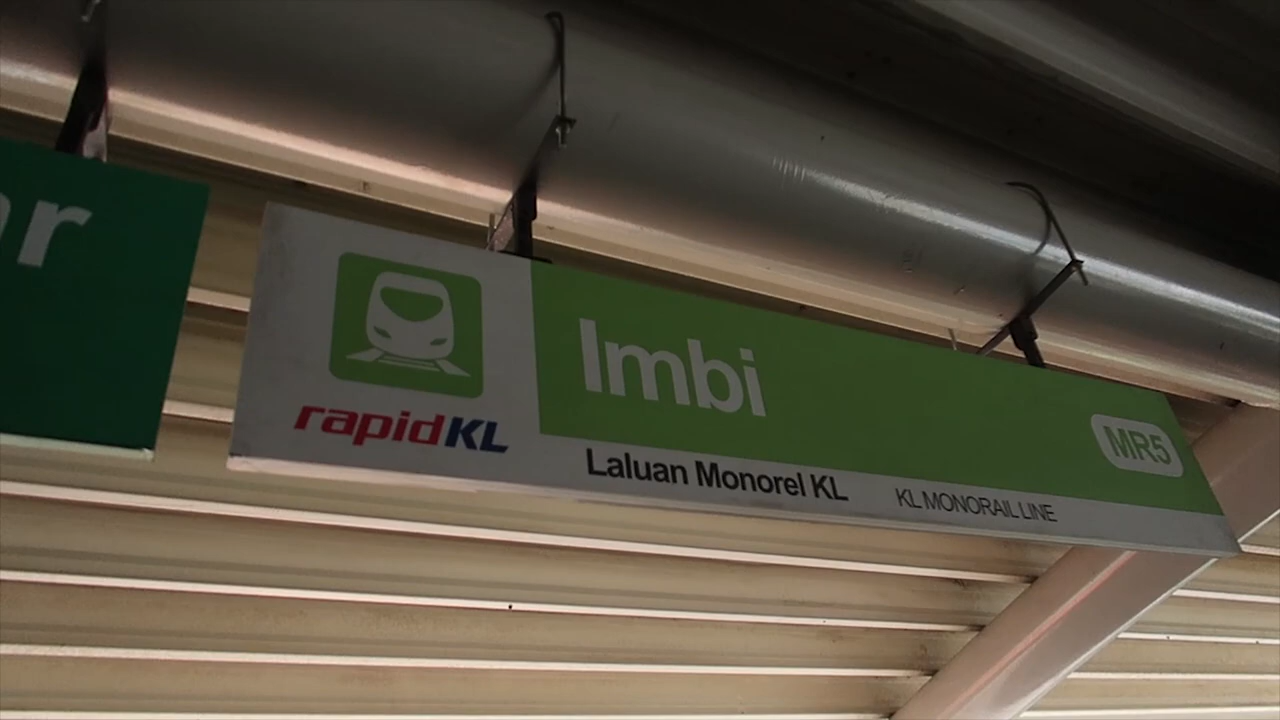 Imbi
MR5
rapidKL
Laluan Monorel KL
KL MONORAIL LINE